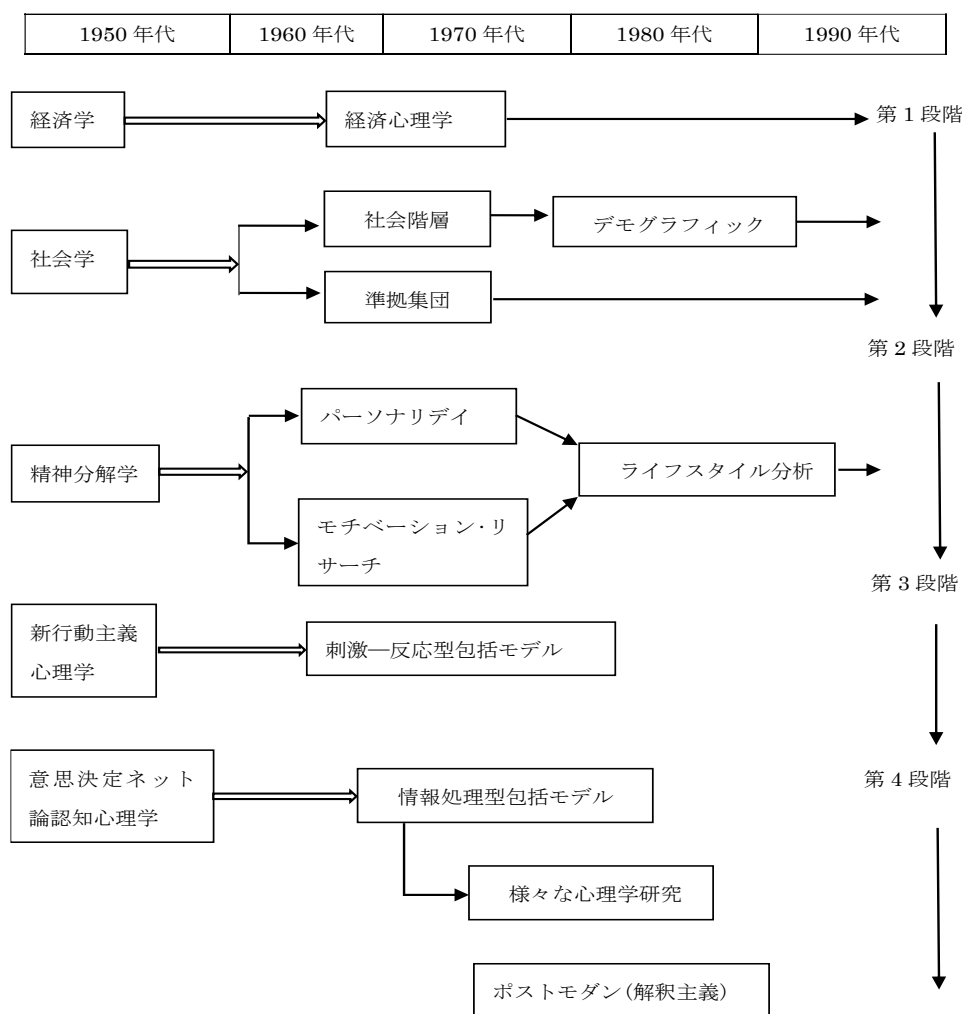 1950 年代
1960 年代
1970 年代
1980 年代
1990 年代
経済学
経済心理学
第 1 段階
社会学
社会階層
デモグラフィック
準拠集団
第 2 段階
精神分解学
パーソナリデイ
ライフスタイル分析
モチベーション・リ
サーチ
第 3 段階
新行動主義
心理学
刺激―反応型包括モデル
意思決定ネット
論認知心理学
情報処理型包括モデル
第 4 段階
様々な心理学研究
ポストモダン(解釈主義)